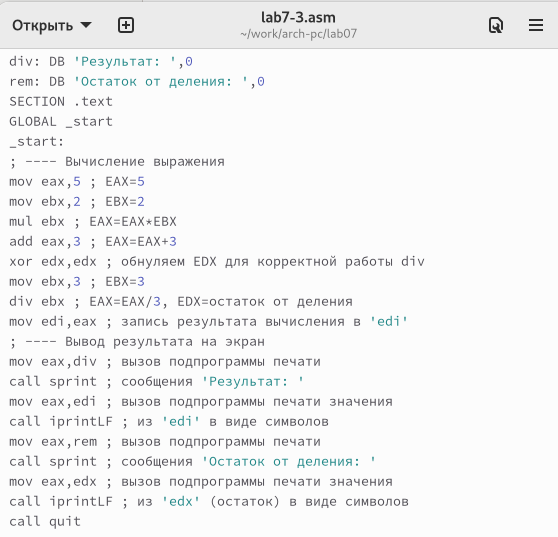 Открыть
lab7-3.asm
~/work/arch-pc/lab07
div: DB 'Результат: ',0
rem: DB 'Остаток от деления: ',0
SECTION .text
GLOBAL _start
_start:
; ---- Вычисление выражения
mov eax,5 ; EAX=5
mov ebx,2 ; EBX=2
mul ebx ; EAX=EAX*EBX
add eax,3 ; EAX=EAX+3
xor edx,edx ; обнуляем EDX для корректной работы div
mov ebx,3 ; EBX=3
div ebx ; EAX=EAX/3, EDX=остаток от деления
mov edi,eax ; запись результата вычисления в 'edi'
; ---- Вывод результата на экран
mov eax,div ; вызов подпрограммы печати
call sprint ; сообщения 'Результат: '
mov eax,edi ; вызов подпрограммы печати значения
call iprintLF ; из 'edi' в виде символов
mov eax,rem ; вызов подпрограммы печати
call sprint ; сообщения 'Остаток от деления: '
mov eax,edx ; вызов подпрограммы печати значения
call iprintLF ; из 'edx' (остаток) в виде символов
call quit